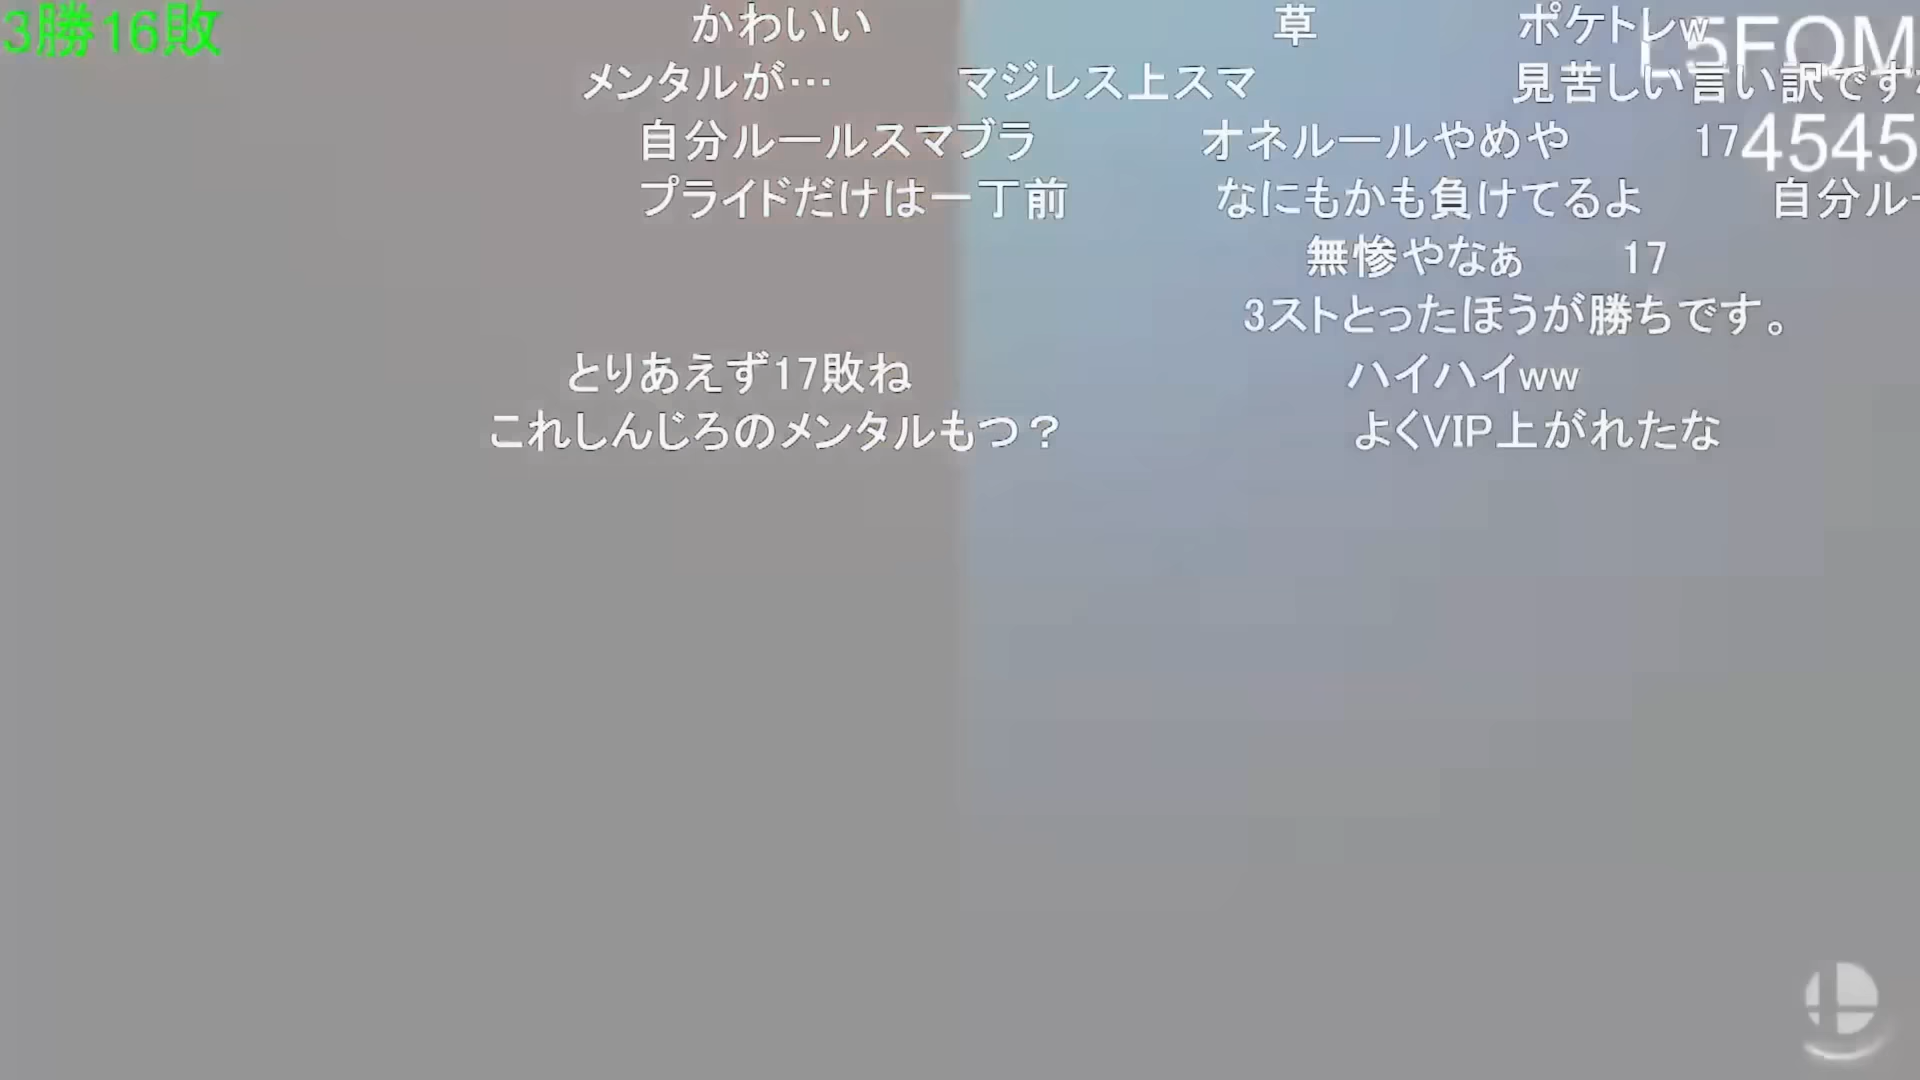 3勝16敗
かわいい 草 ポケトレw
L5FQM
メンタルが… マジレス上スマ 見苦しい言い訳です
自分ルールスマブラ オネルールやめや 17
4545
プライドだけは一丁前 なにもかも負けてるよ 自分ルー
無惨やなぁ 17
3ストとったほうが勝ちです。
とりあえず17敗ね ハイハイww
これしんじろのメンタルもつ？ よくVIP上がれたな